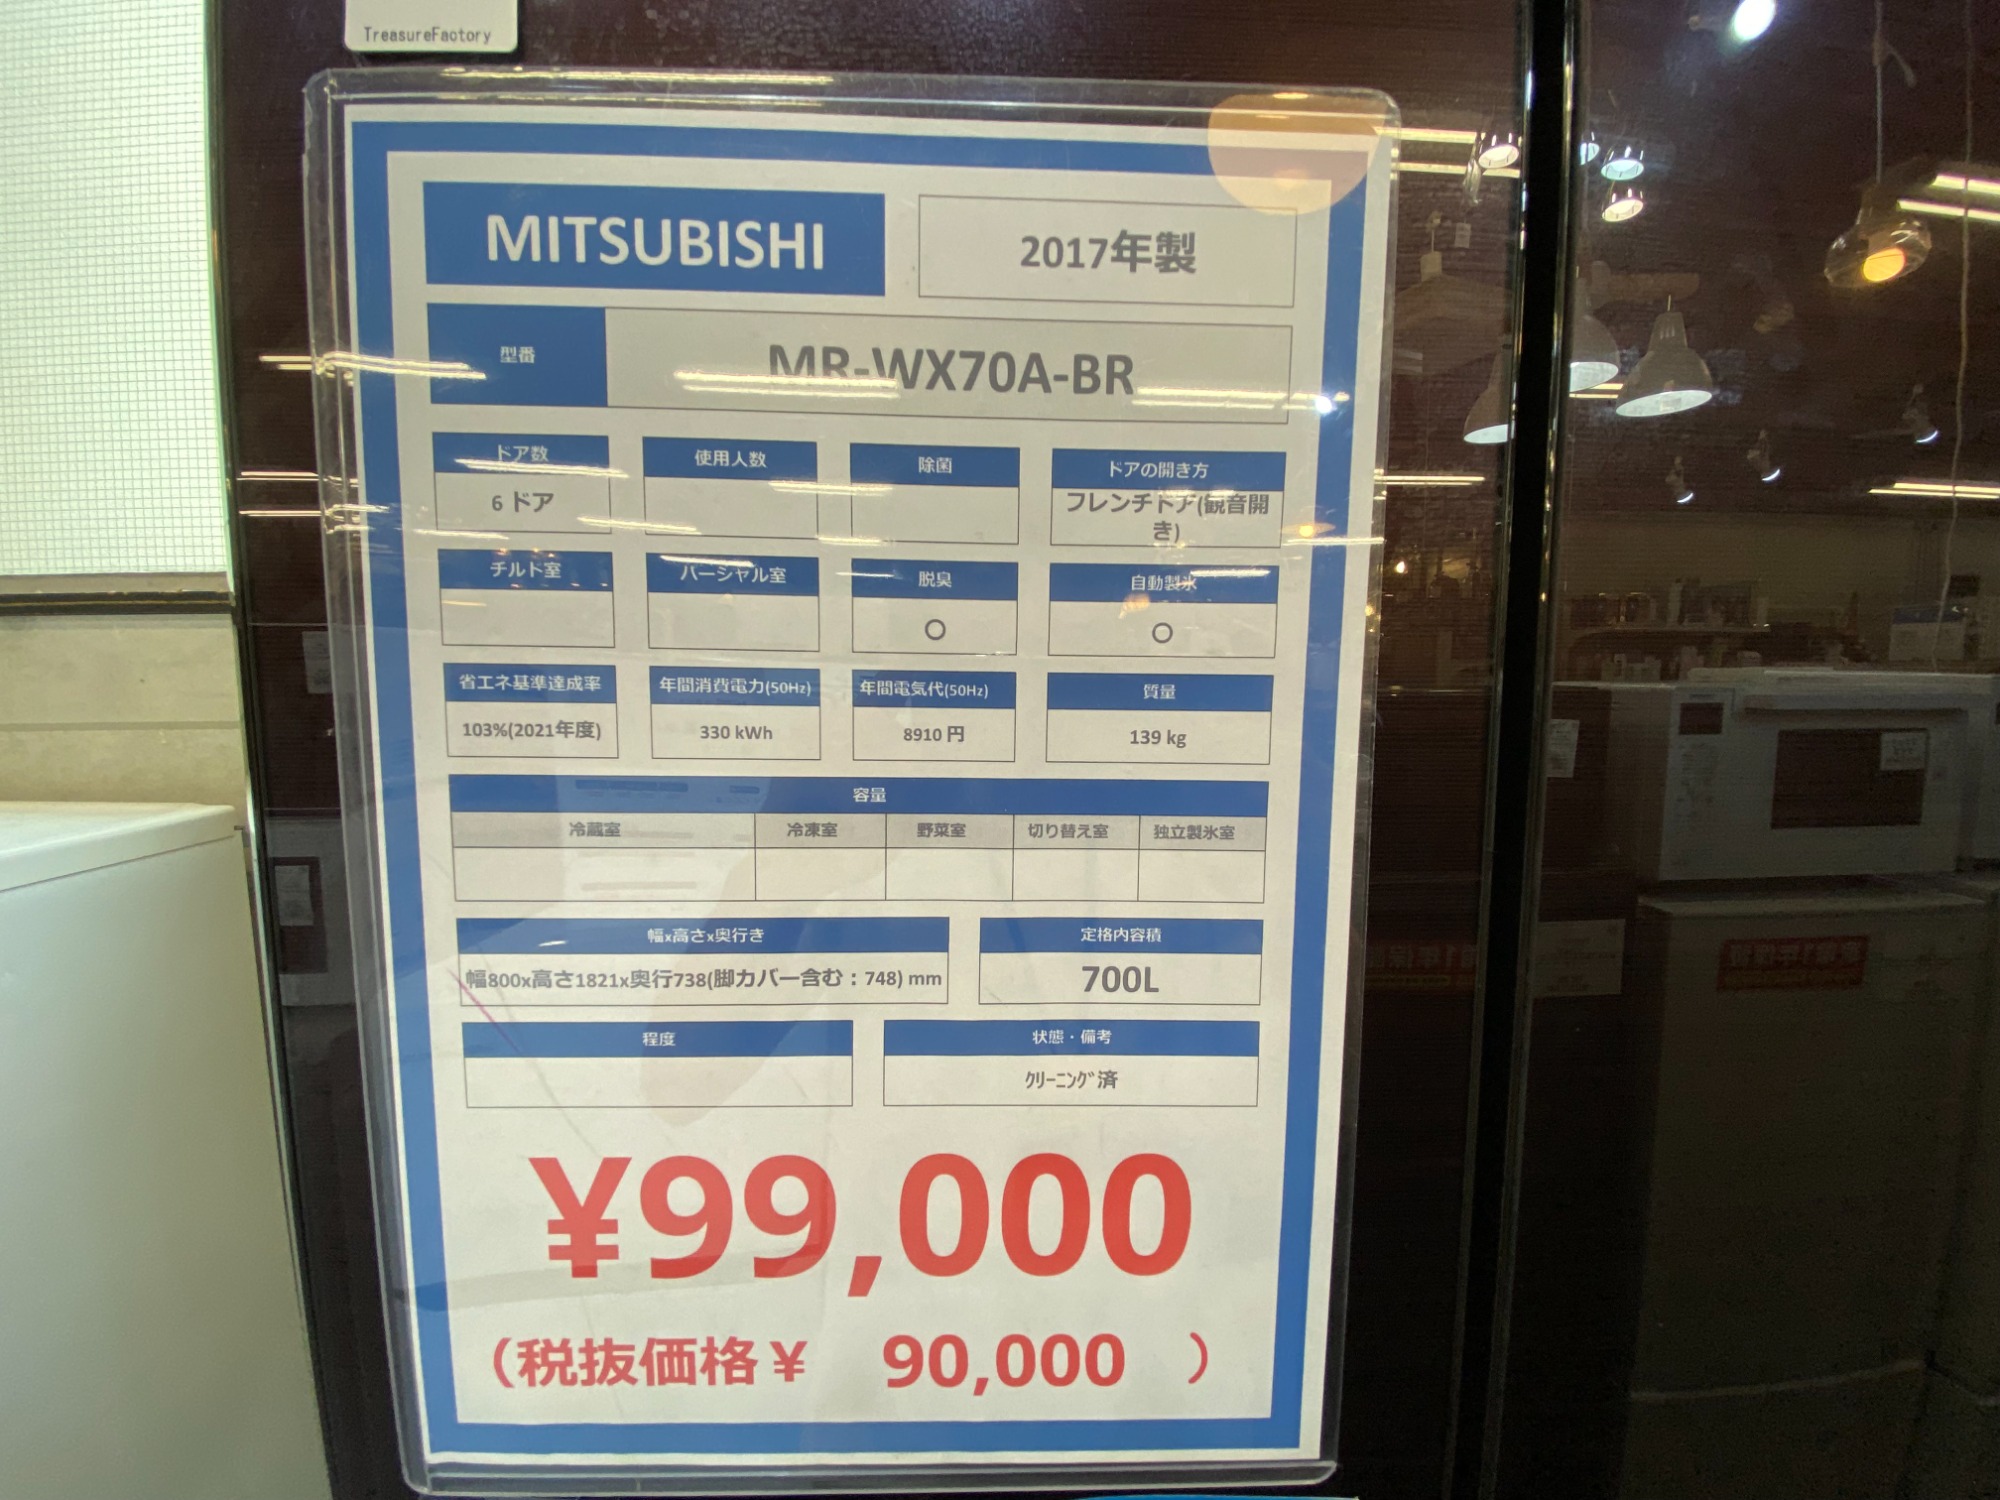 TreasureFactory
MITSUBISHI
2017年製
型番
MR-WX70A-BR
ドア数
使用人数
除菌
ドアの開き方
6 ドア
フレンチドア(観音開
き)
チルド室
パーシャル室
脱臭
自動製氷
○
○
省エネ基準達成率
年間消費電力(50Hz)
年間電気代(50Hz)
質量
103%(2021年度)
330 kWh
8910 円
139 kg
容量
冷蔵室
冷凍室
野菜室
切り替え室
独立製氷室
幅x高さx奥行き
定格内容積
幅800x高さ1821x奥行738(脚カバー含む：748) mm
700L
程度
状態・備考
ｸﾘｰﾆﾝｸﾞ済
¥99,000
（税抜価格￥ 90,000 ）